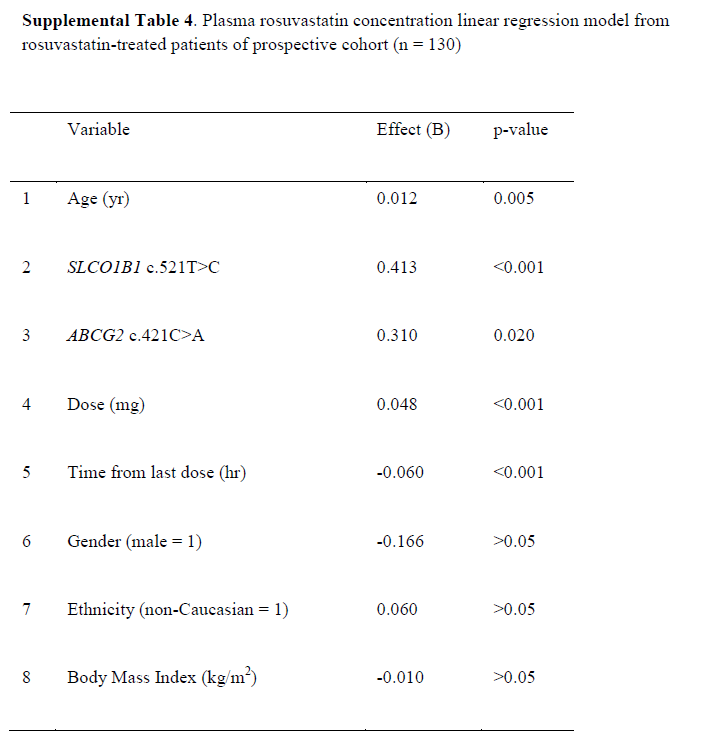 Supplemental Table 4. Plasma rosuvastatin concentration linear regression model from
rosuvastatin-treated patients of prospective cohort (n = 130)
Variable Effect (B) p-value
1 Age (yr) 0.012 0.005
2 SLCO1B1 c.521T>C 0.413 <0.001
3 ABCG2 c.421C>A 0.310 0.020
4 Dose (mg) 0.048 <0.001
5 Time from last dose (hr) -0.060 <0.001
6 Gender (male = 1) -0.166 >0.05
7 Ethnicity (non-Caucasian = 1) 0.060 >0.05
8 Body Mass Index (kg/m²) -0.010 >0.05